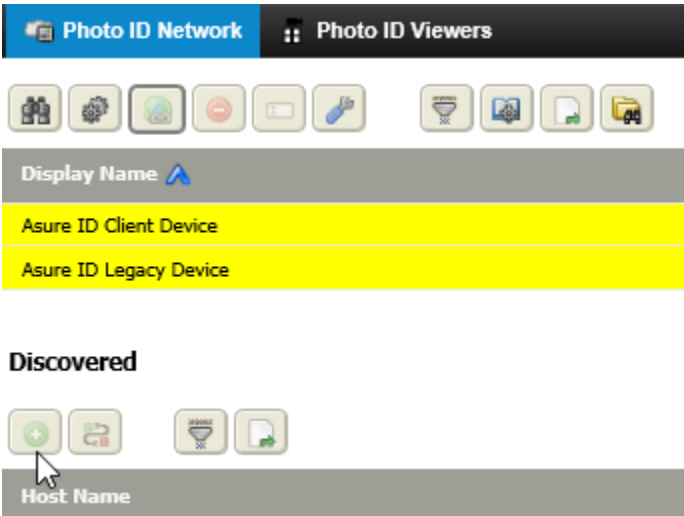 Photo ID Network Photo ID Viewers
Display Name
Asure ID Client Device
Asure ID Legacy Device
Discovered
Host Name